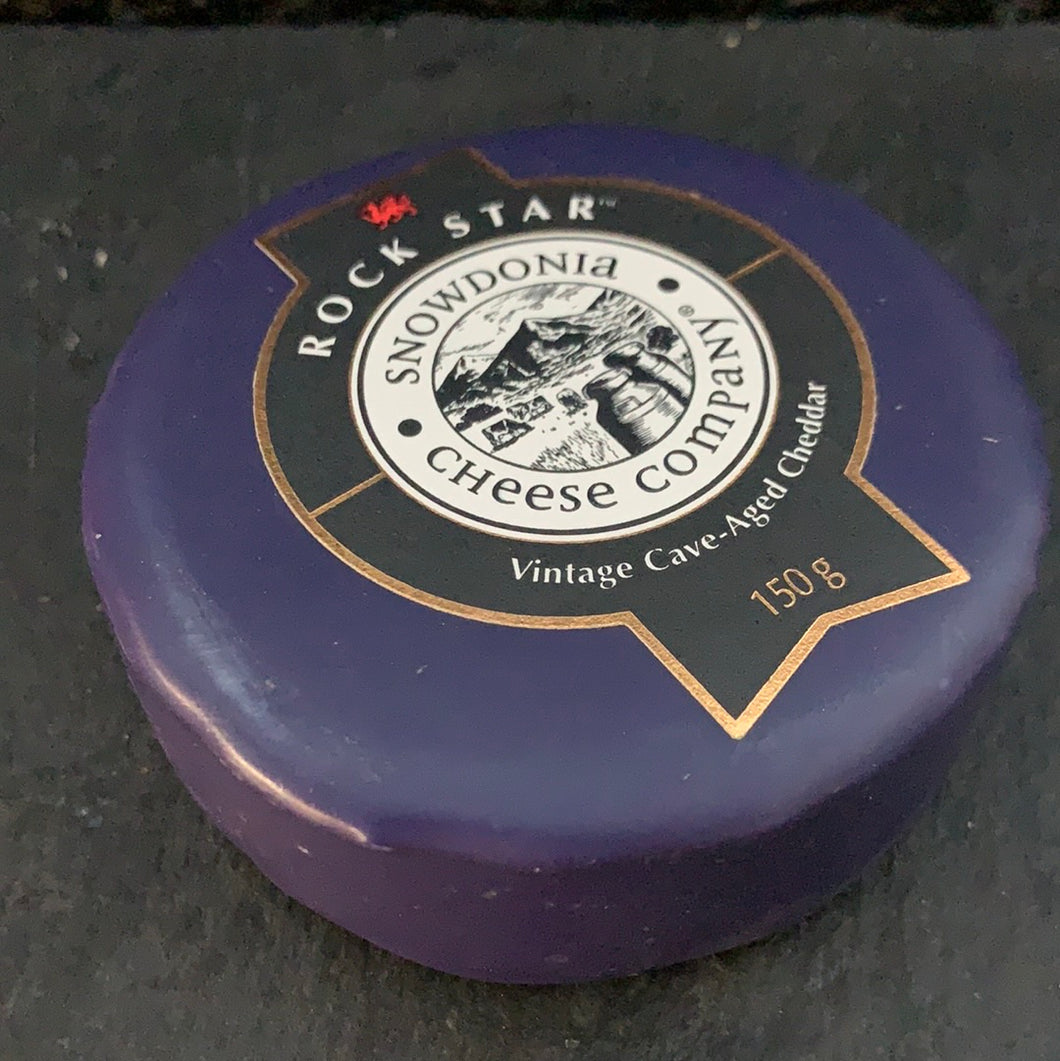 ROCK STAR™
SNOWDONIA
CHEESE COMPANY®
Vintage Cave-Aged Cheddar
150 g